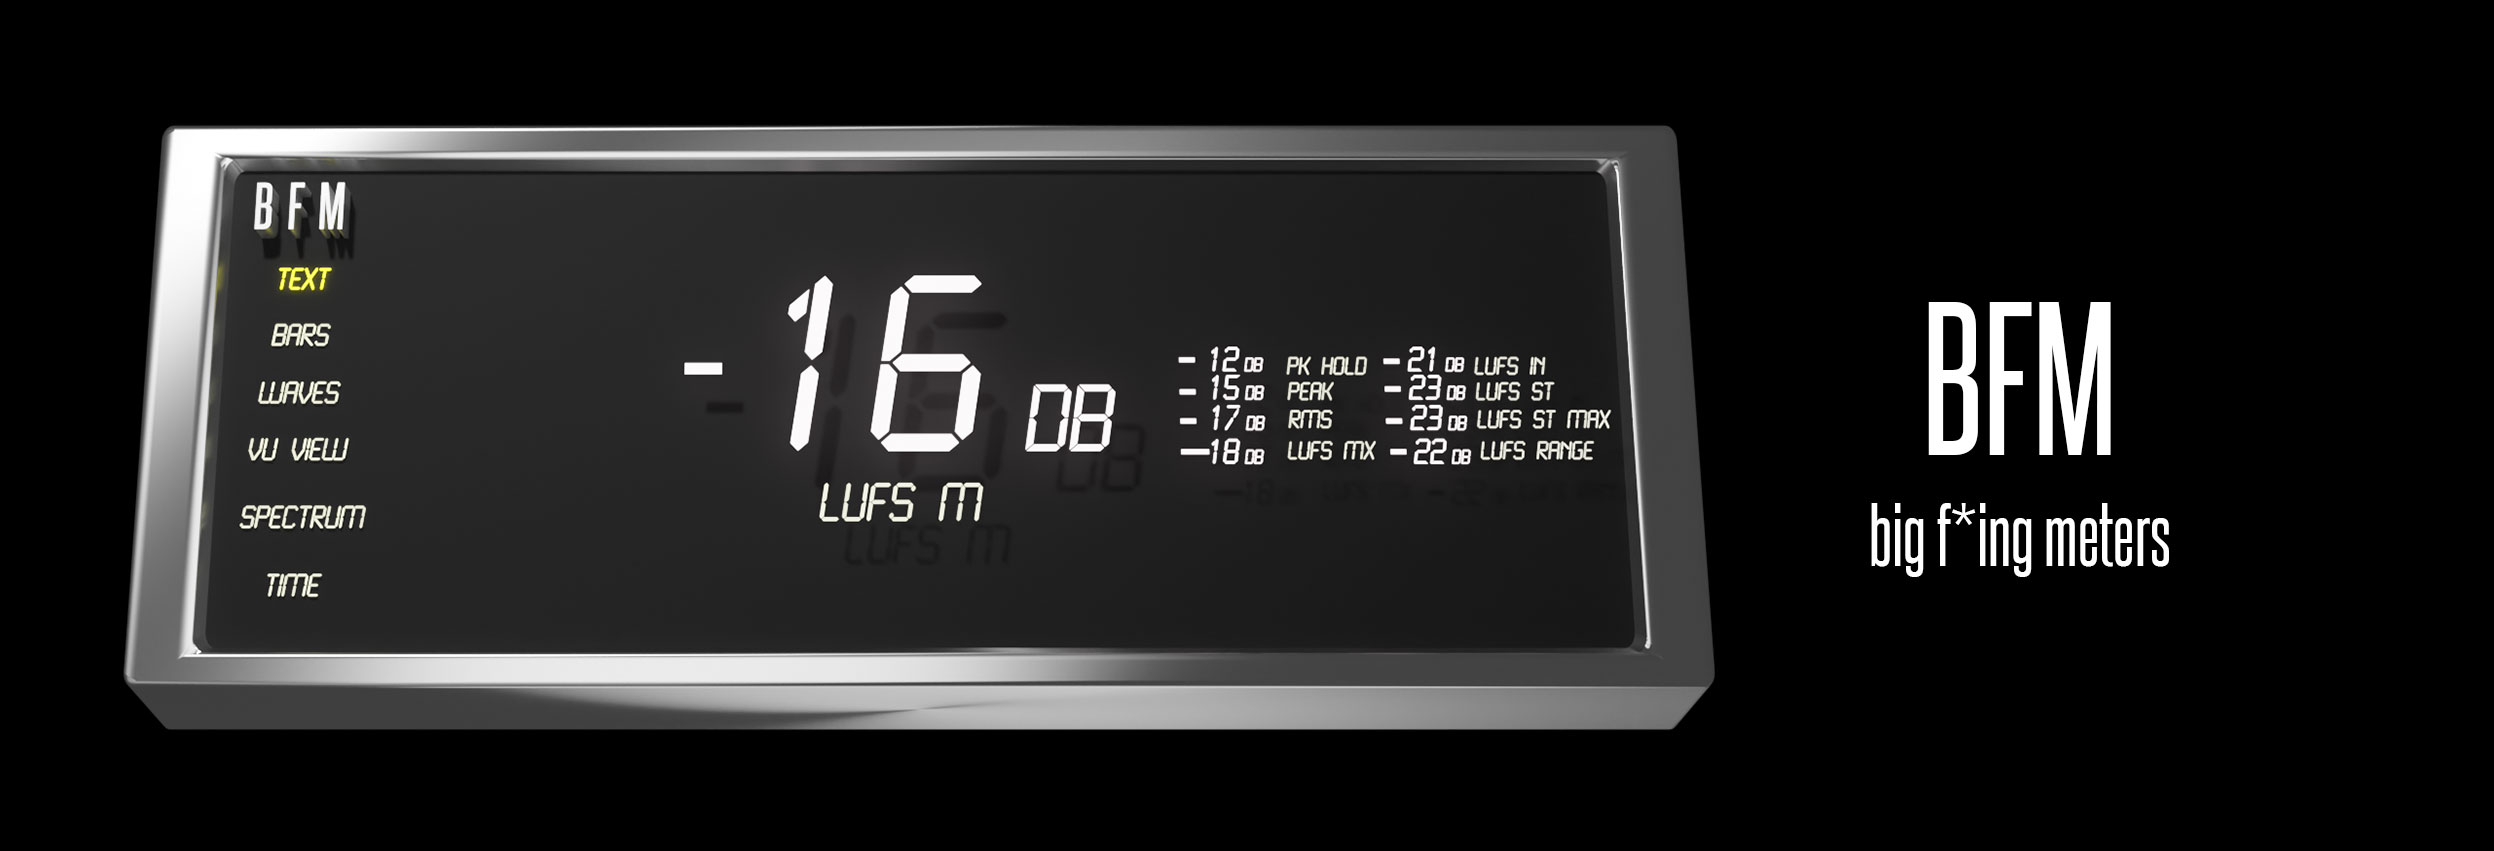 BFM
TEXT
BARS
WAVES
VU VIEW
SPECTRUM
TIME
-16 DB
LUFS M
-12 DB PK HOLD -21 DB LUFS IN
-15 DB PEAK -23 DB LUFS ST
-17 DB RMS -23 DB LUFS ST MAX
-18 DB LUFS MX -22 DB LUFS RANGE
BFM
big f*ing meters